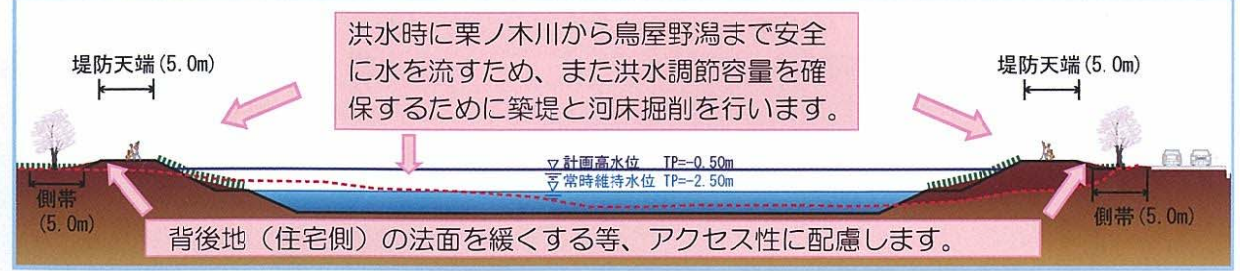 洪水時に栗ノ木川から鳥屋野潟まで安全
に水を流すため、また洪水調節容量を確
保するために築堤と河床掘削を行います。
堤防天端(5.0m)
堤防天端(5.0m)
▽計画高水位 TP=-0.50m
▽常時維持水位 TP=-2.50m
側帯
(5.0m)
側帯(5.0m)
背後地（住宅側）の法面を緩くする等、アクセス性に配慮します。